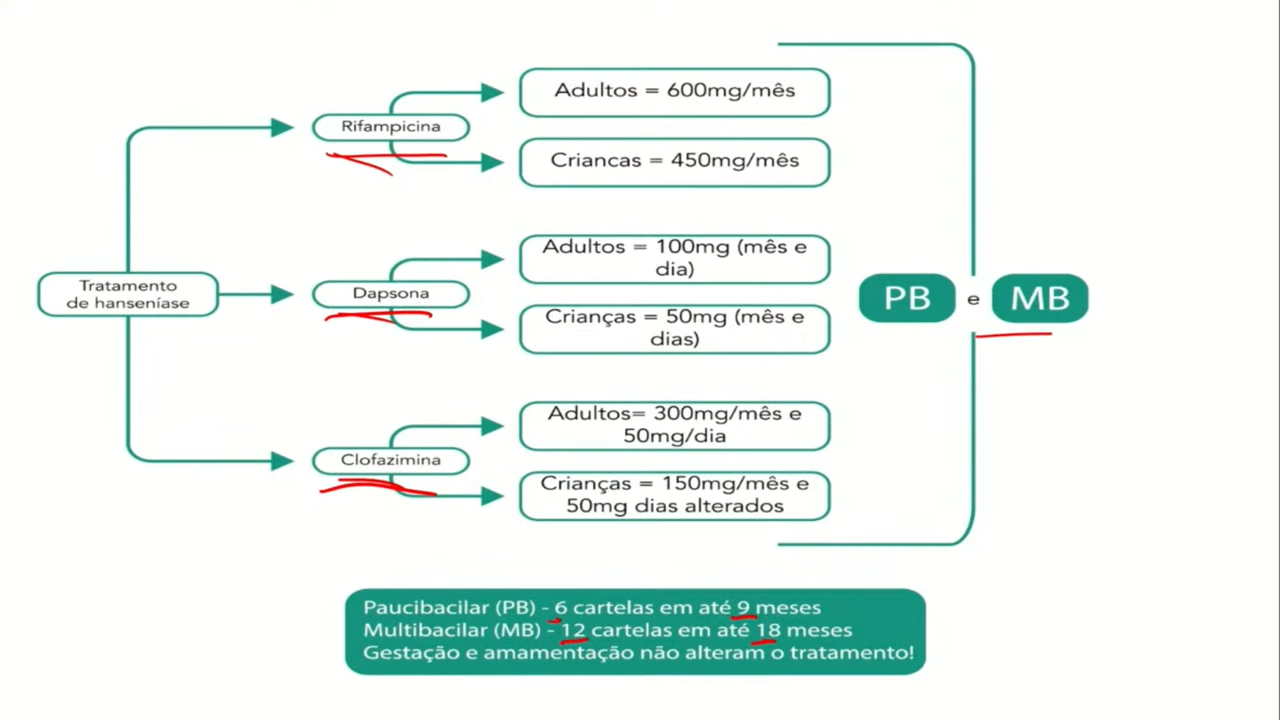 Tratamento
de hanseníase
Rifampicina
Adultos = 600mg/mês
Criancas = 450mg/mês
Dapsona
Adultos = 100mg (mês e
dia)
Crianças = 50mg (mês e
dias)
Clofazimina
Adultos= 300mg/mês e
50mg/dia
Crianças = 150mg/mês e
50mg dias alterados
PB e MB
Paucibacilar (PB) - 6 cartelas em até 9 meses
Multibacilar (MB) - 12 cartelas em até 18 meses
Gestação e amamentação não alteram o tratamento!